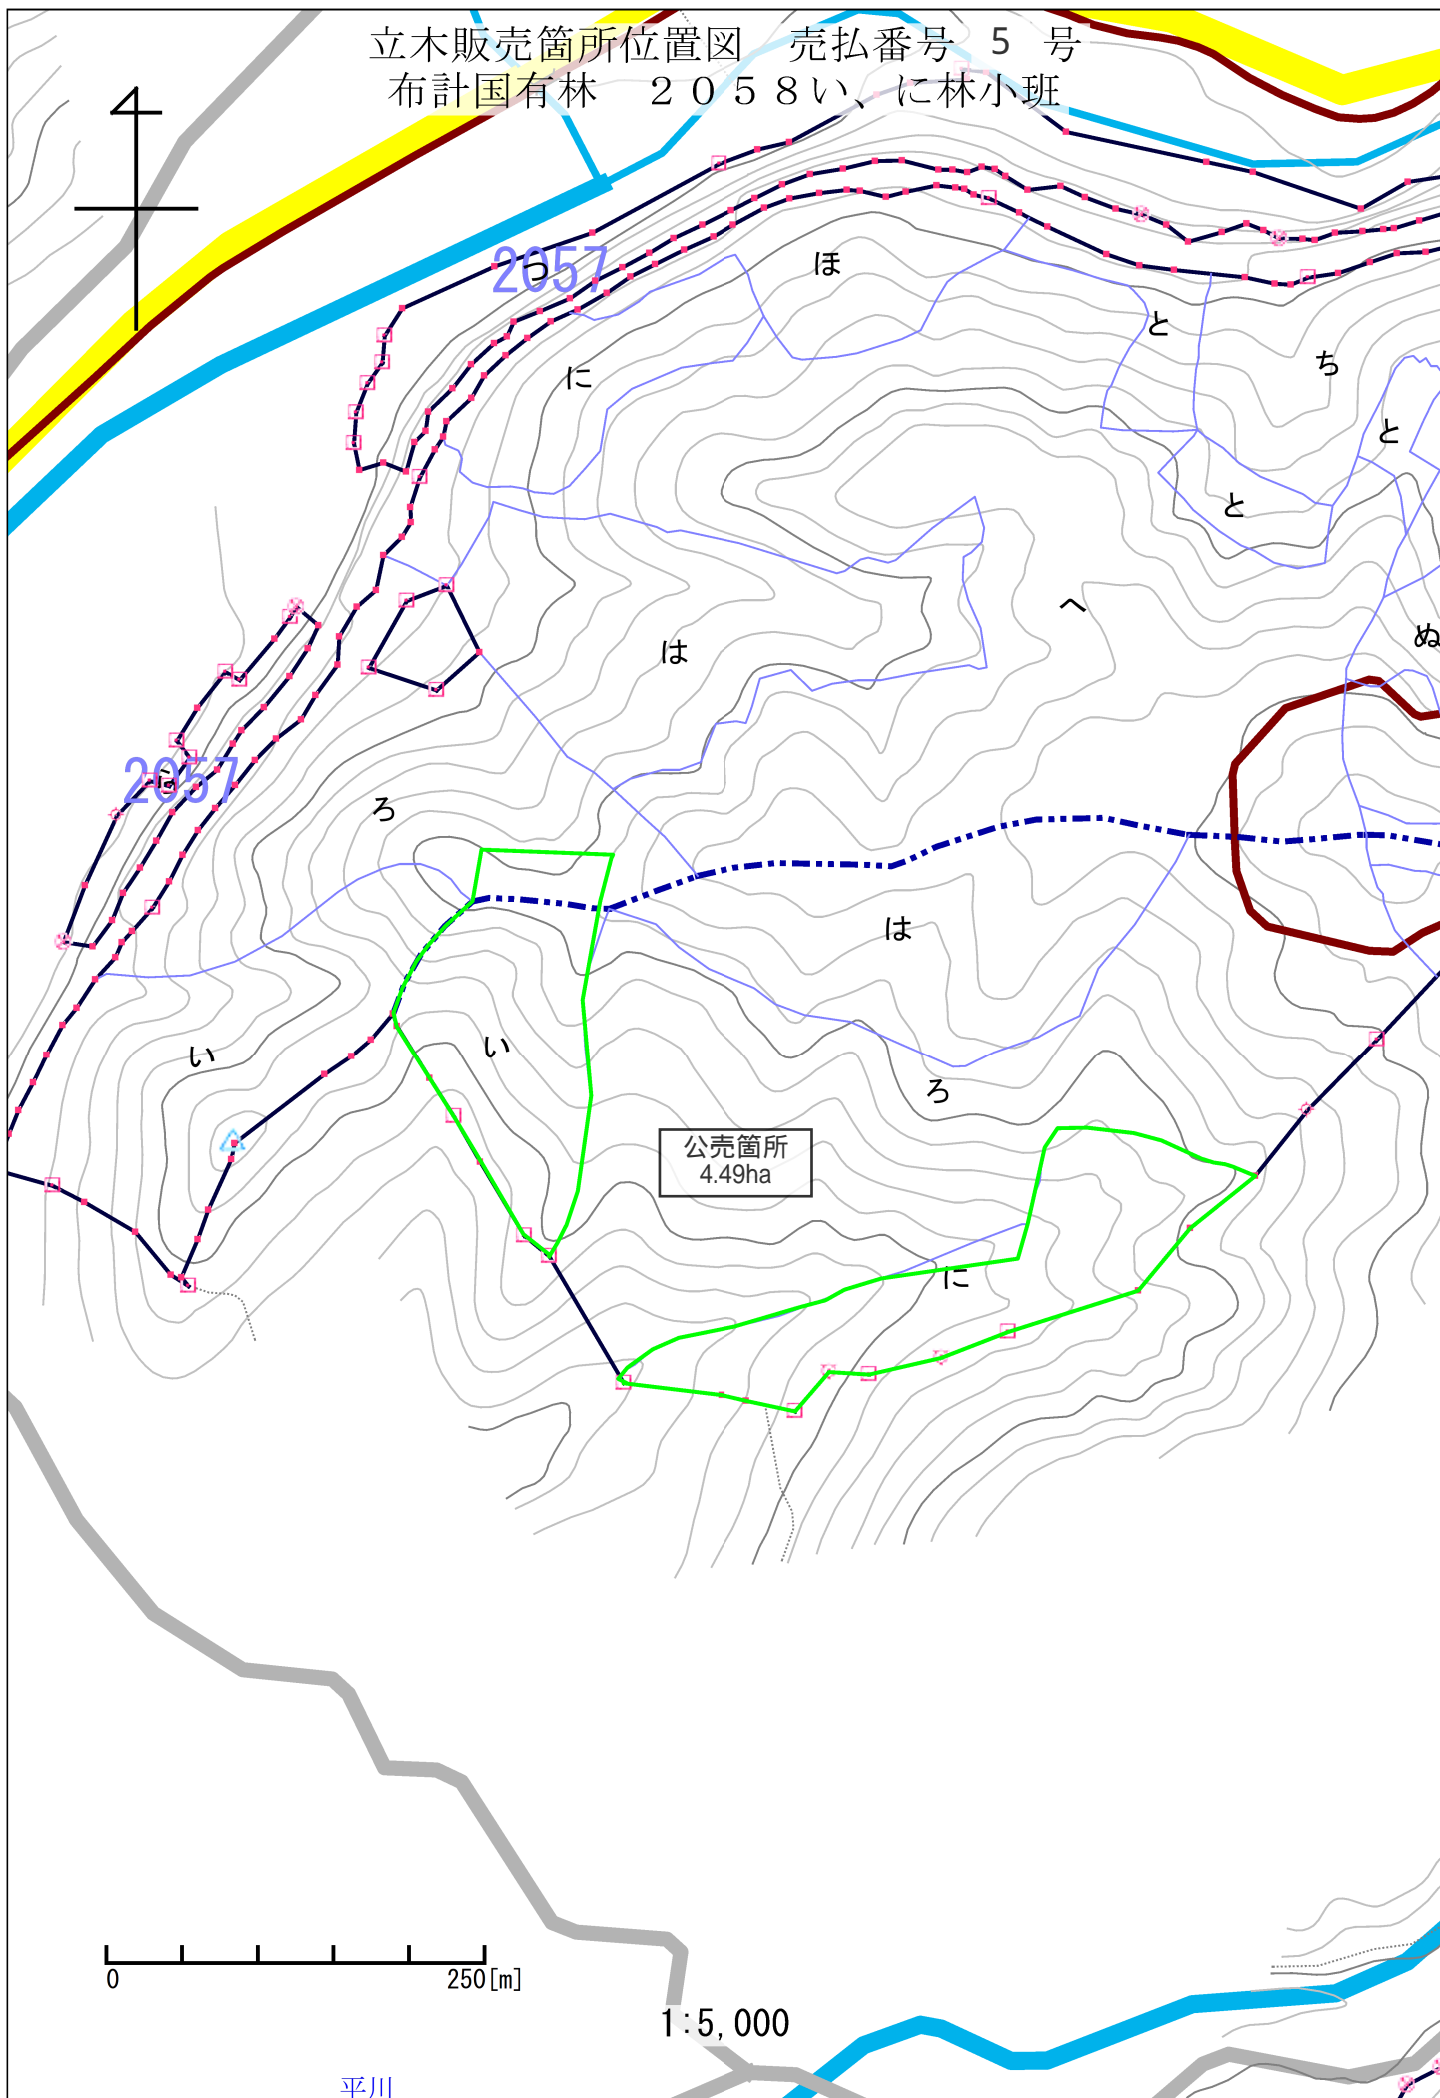 立木販売箇所位置図　売払番号　5　号
布計国有林　２０５８い、に林小班
2057
つ
ほ
に
と
ち
と
と
へ
ぬ
は
2057
ろ
は
い
い
ろ
公売箇所
4.49ha
に
0
250[m]
1:5,000
平川